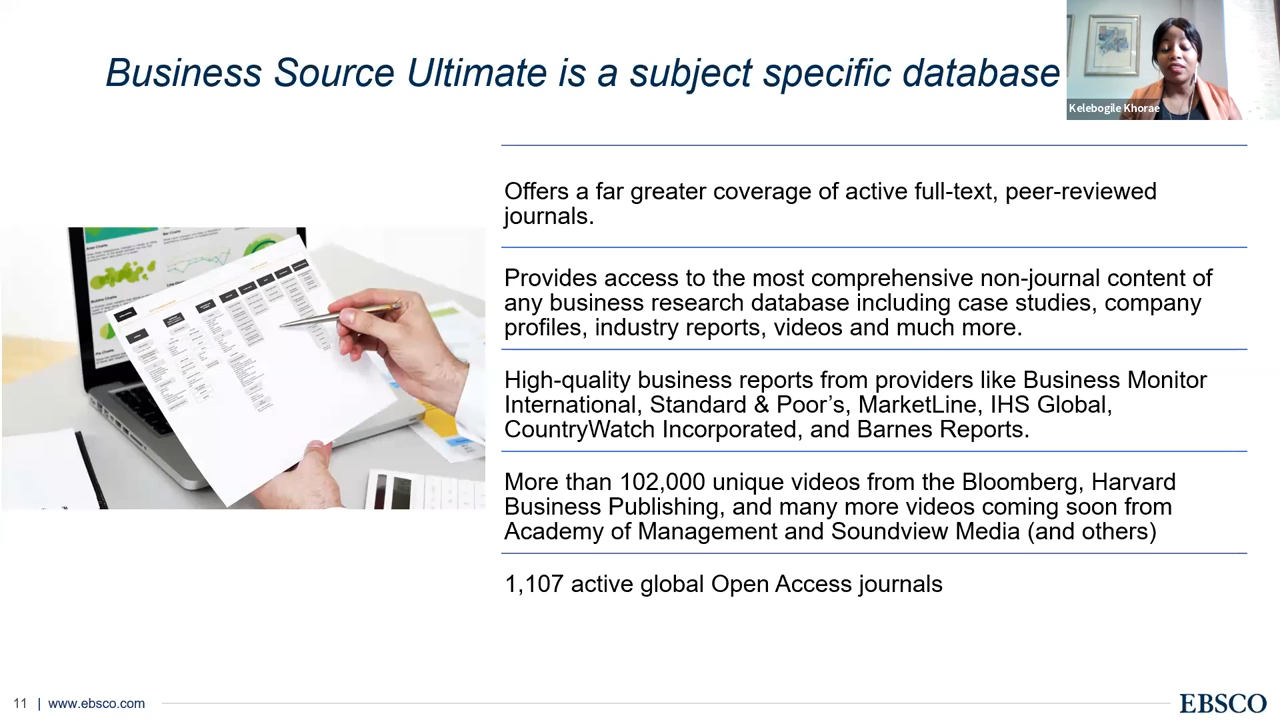 Business Source Ultimate is a subject specific database
Kelebogile Khorae
Offers a far greater coverage of active full-text, peer-reviewed
journals.
Provides access to the most comprehensive non-journal content of
any business research database including case studies, company
profiles, industry reports, videos and much more.
High-quality business reports from providers like Business Monitor
International, Standard & Poor’s, MarketLine, IHS Global,
CountryWatch Incorporated, and Barnes Reports.
More than 102,000 unique videos from the Bloomberg, Harvard
Business Publishing, and many more videos coming soon from
Academy of Management and Soundview Media (and others)
1,107 active global Open Access journals
11 | www.ebsco.com
EBSCO